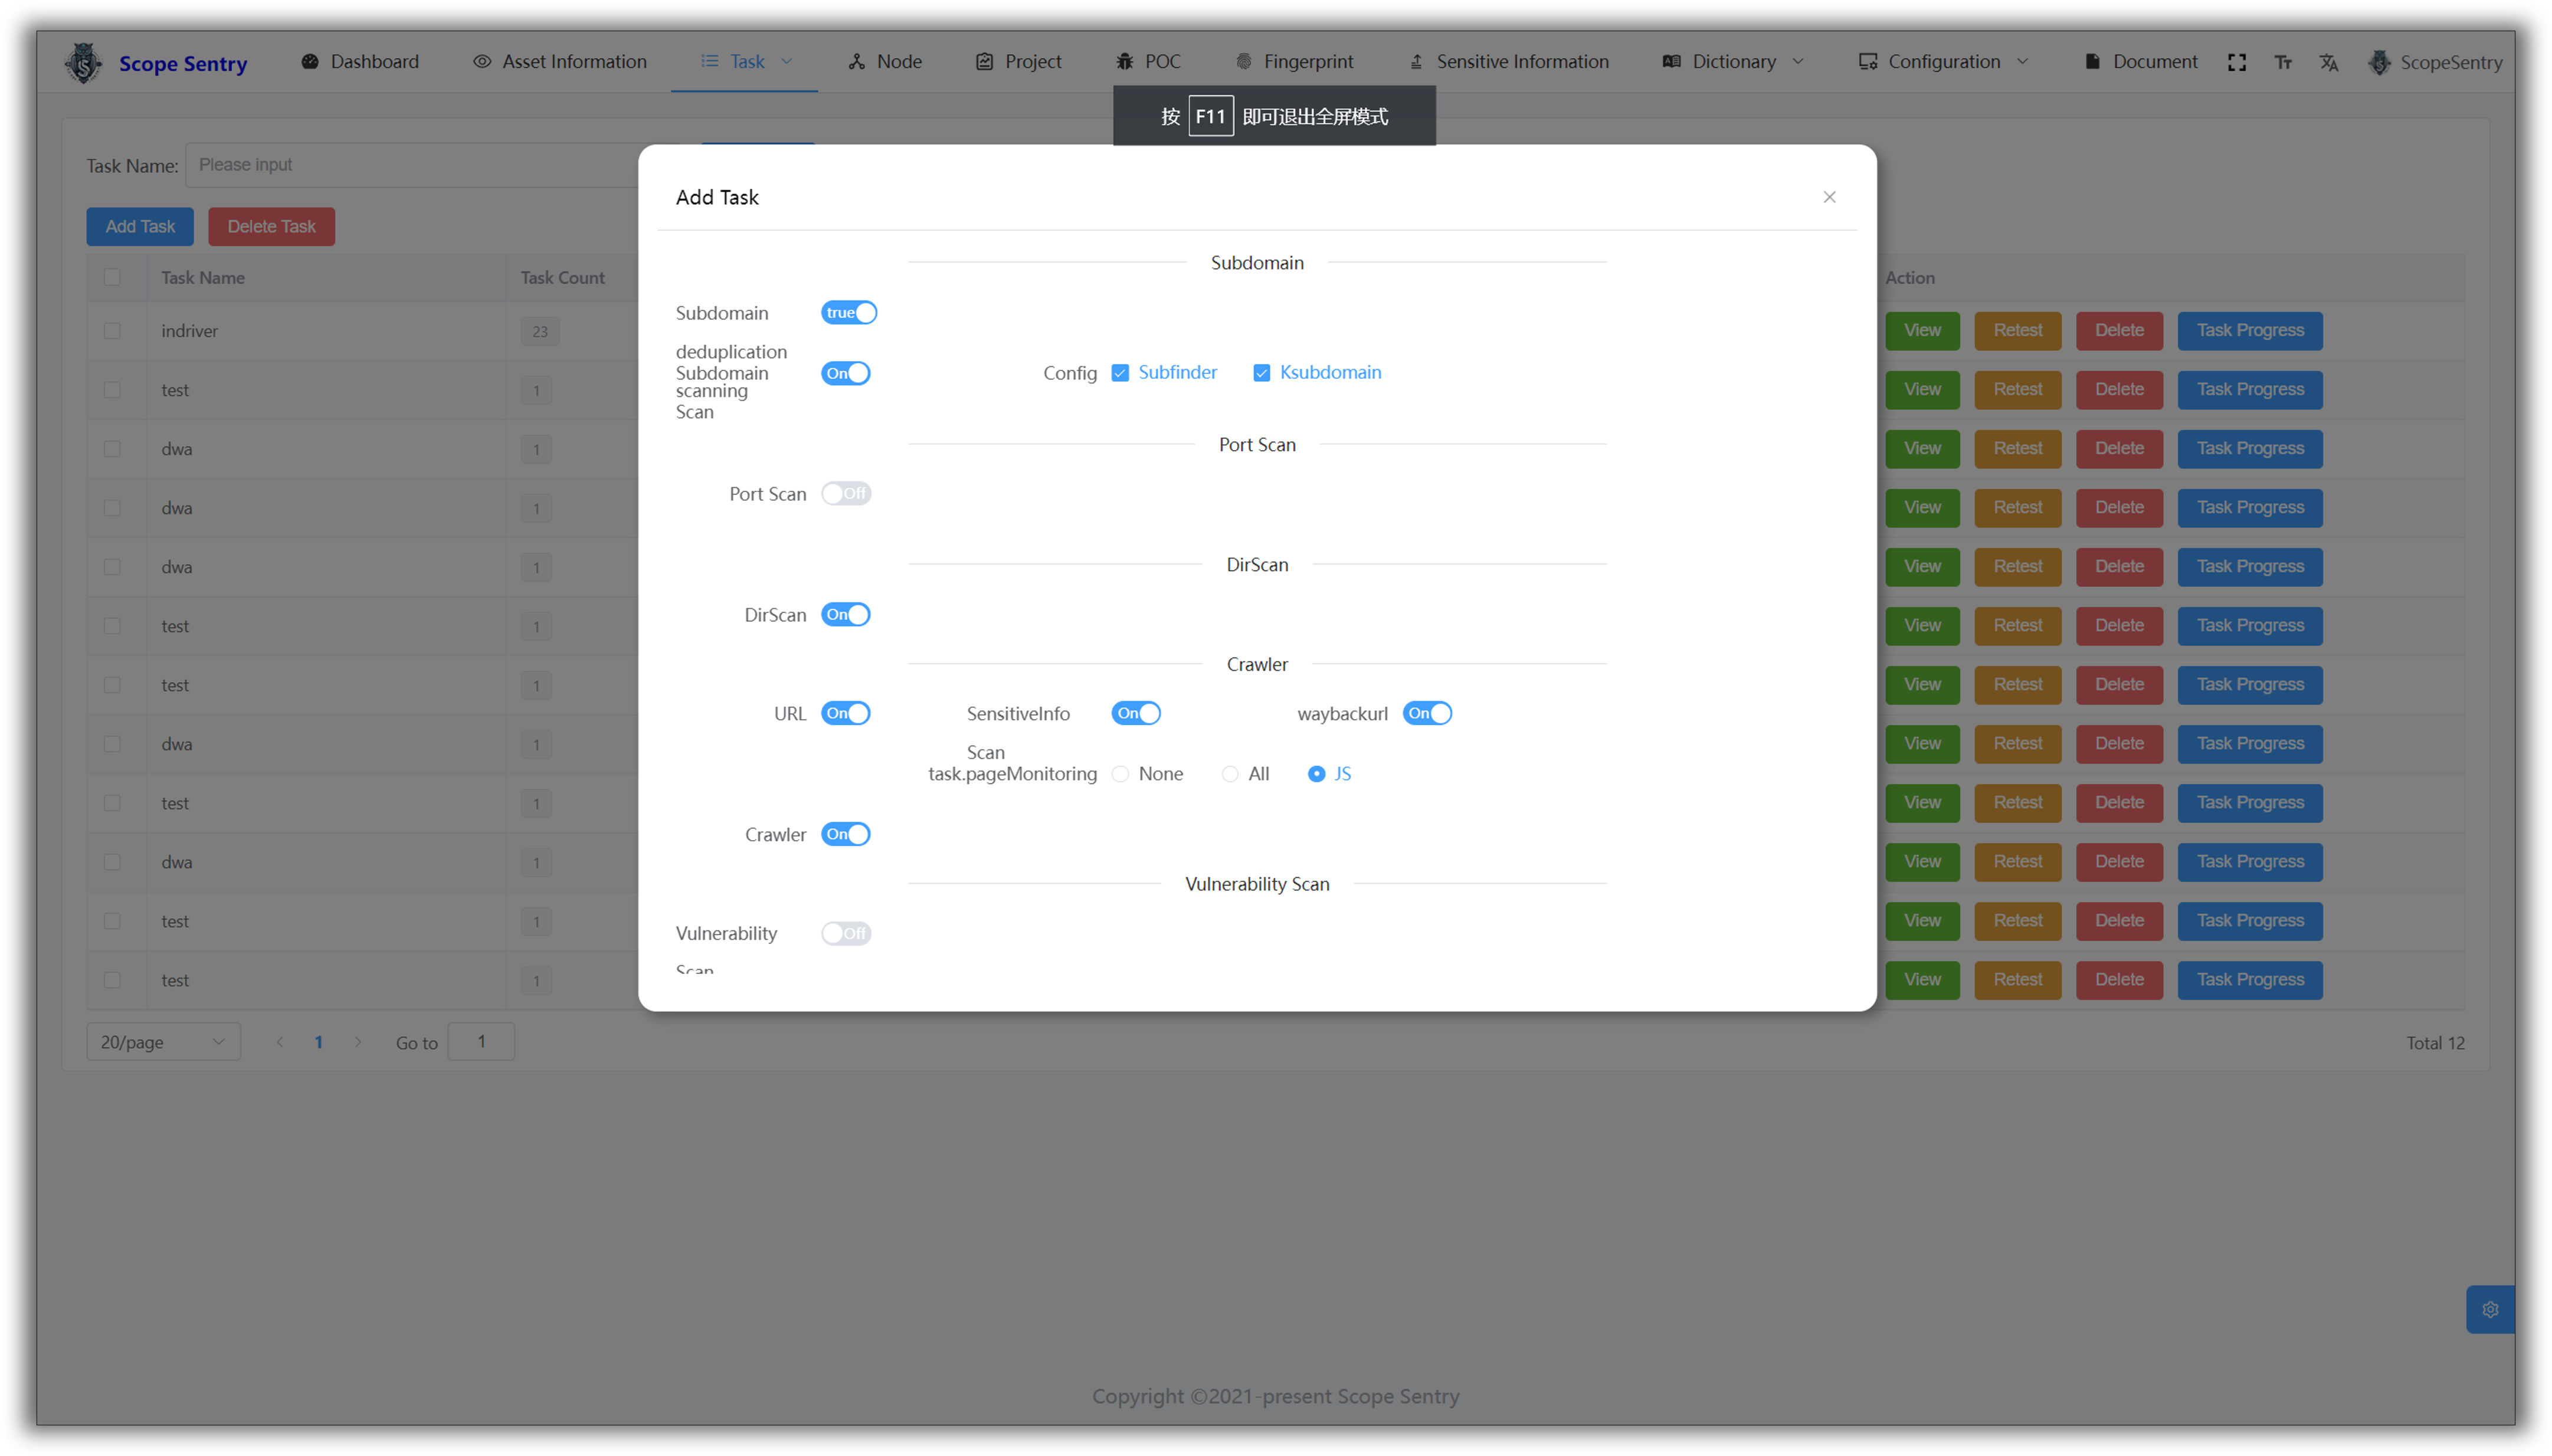 Scope Sentry Dashboard Asset Information Task Node Project POC Fingerprint Sensitive Information Dictionary Configuration Document ScopeSentry
按 F11 即可退出全屏模式
Task Name: Please input
Add Task Delete Task
Task Name Task Count Action
indriver 23 View Retest Delete Task Progress
test 1 View Retest Delete Task Progress
dwa 1 View Retest Delete Task Progress
dwa 1 View Retest Delete Task Progress
dwa 1 View Retest Delete Task Progress
test 1 View Retest Delete Task Progress
test 1 View Retest Delete Task Progress
dwa 1 View Retest Delete Task Progress
test 1 View Retest Delete Task Progress
dwa 1 View Retest Delete Task Progress
test 1 View Retest Delete Task Progress
test 1 View Retest Delete Task Progress
20/page 1 Go to 1 Total 12
Add Task
Subdomain
Subdomain true
deduplication
Subdomain On Config Subfinder Ksubdomain
scanning
Scan
Port Scan
Port Scan Off
DirScan
DirScan On
Crawler
URL On SensitiveInfo On waybackurl On
Scan
task.pageMonitoring None All JS
Crawler On
Vulnerability Scan
Vulnerability Off
Scan
Copyright ©2021-present Scope Sentry